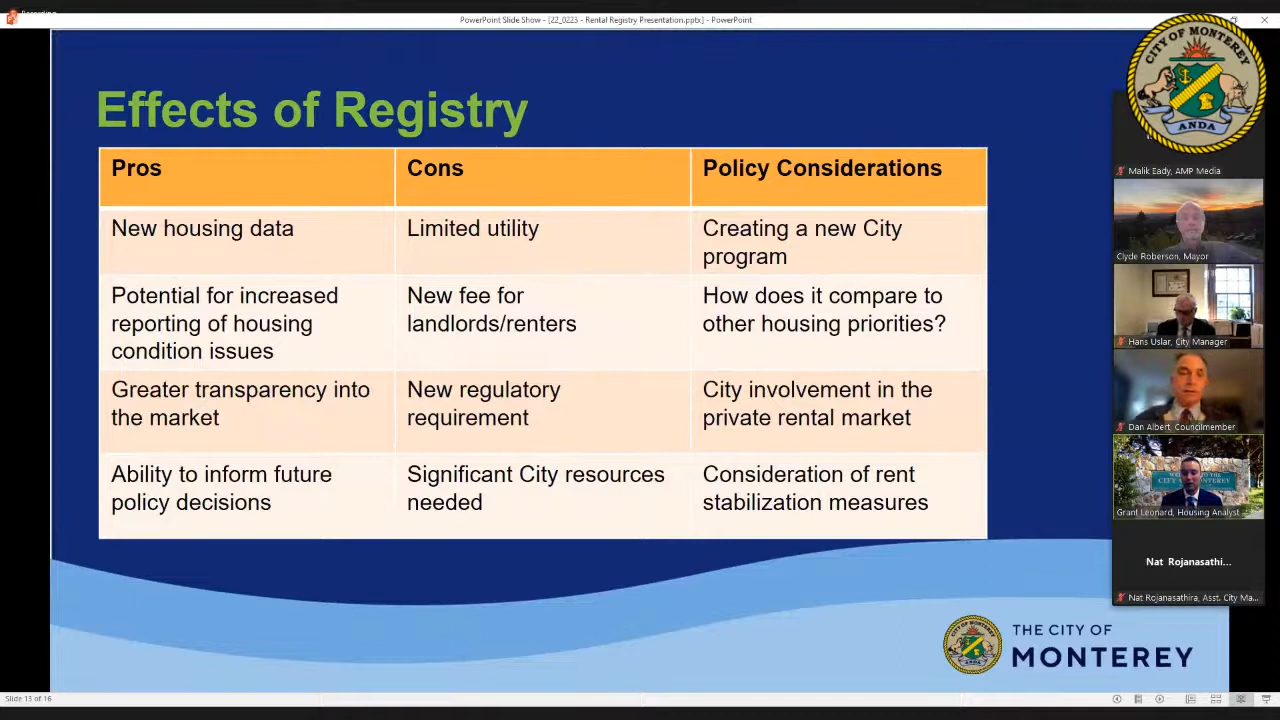 Recording
PowerPoint Slide Show - [22_0223 - Rental Registry Presentation.pptx] - PowerPoint
CITY OF MONTEREY
ANDA
Effects of Registry
Pros
Cons
Policy Considerations
New housing data
Limited utility
Creating a new City
program
Potential for increased
reporting of housing
condition issues
New fee for
landlords/renters
How does it compare to
other housing priorities?
Greater transparency into
the market
New regulatory
requirement
City involvement in the
private rental market
Ability to inform future
policy decisions
Significant City resources
needed
Consideration of rent
stabilization measures
Malik Eady, AMP Media
Clyde Roberson, Mayor
Hans Uslar, City Manager
Dan Albert, Councilmember
Grant Leonard, Housing Analyst
Nat Rojanasathi...
Nat Rojanasathira, Asst. City Ma...
THE CITY OF
MONTEREY
Slide 13 of 16